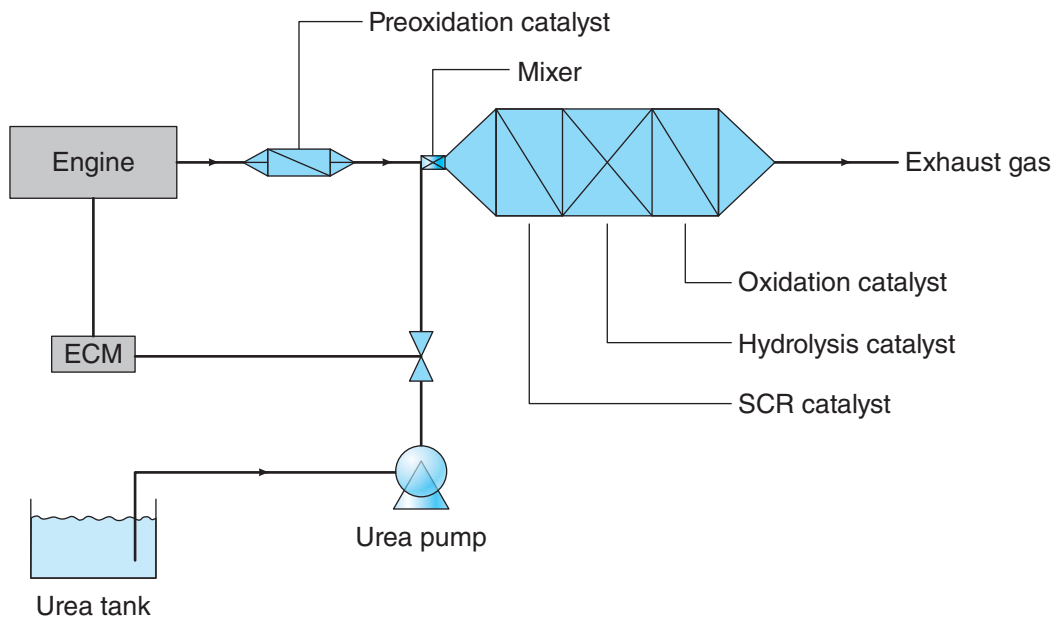 Preoxidation catalyst
Mixer
Engine
Exhaust gas
Oxidation catalyst
Hydrolysis catalyst
ECM
SCR catalyst
Urea pump
Urea tank